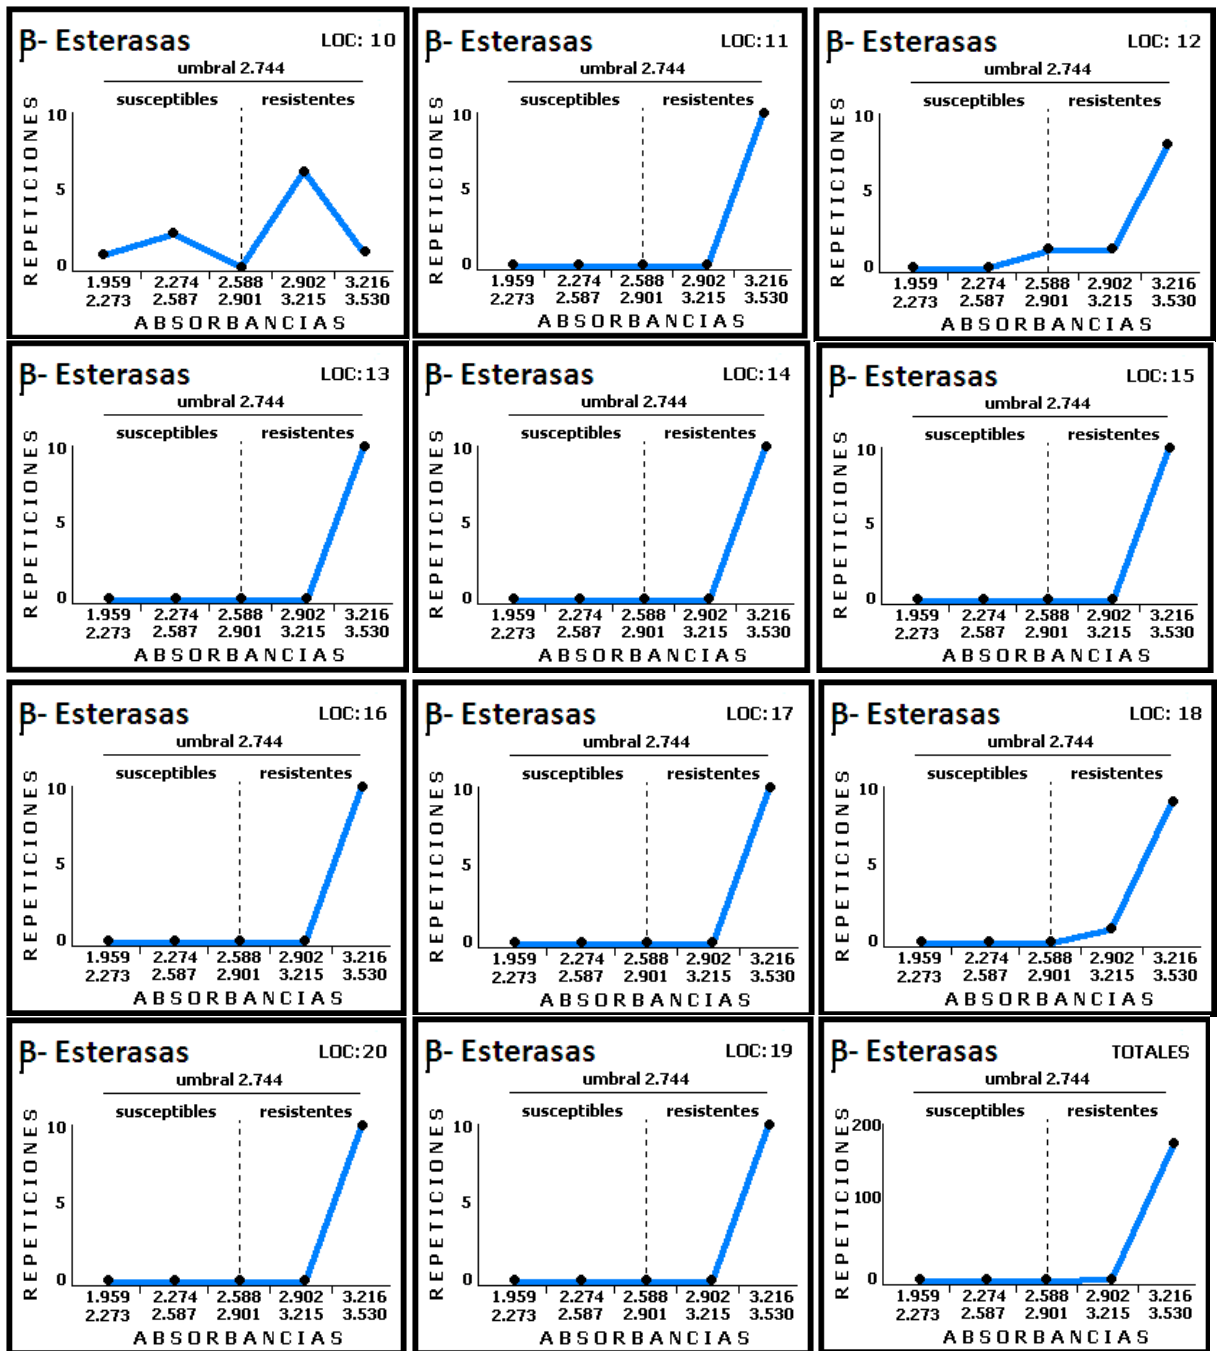 β- Esterasas LOC: 10
umbral 2.744
susceptibles resistentes
REPETICIONES
10
5
0
1.959 2.274 2.588 2.902 3.216
2.273 2.587 2.901 3.215 3.530
ABSORBANCIAS
β- Esterasas LOC:11
umbral 2.744
susceptibles resistentes
REPETICIONES
10
5
0
1.959 2.274 2.588 2.902 3.216
2.273 2.587 2.901 3.215 3.530
ABSORBANCIAS
β- Esterasas LOC: 12
umbral 2.744
susceptibles resistentes
REPETICIONES
10
5
0
1.959 2.274 2.588 2.902 3.216
2.273 2.587 2.901 3.215 3.530
ABSORBANCIAS
β- Esterasas LOC:13
umbral 2.744
susceptibles resistentes
REPETICIONES
10
5
0
1.959 2.274 2.588 2.902 3.216
2.273 2.587 2.901 3.215 3.530
ABSORBANCIAS
β- Esterasas LOC:14
umbral 2.744
susceptibles resistentes
REPETICIONES
10
5
0
1.959 2.274 2.588 2.902 3.216
2.273 2.587 2.901 3.215 3.530
ABSORBANCIAS
β- Esterasas LOC:15
umbral 2.744
susceptibles resistentes
REPETICIONES
10
5
0
1.959 2.274 2.588 2.902 3.216
2.273 2.587 2.901 3.215 3.530
ABSORBANCIAS
β- Esterasas LOC:16
umbral 2.744
susceptibles resistentes
REPETICIONES
10
5
0
1.959 2.274 2.588 2.902 3.216
2.273 2.587 2.901 3.215 3.530
ABSORBANCIAS
β- Esterasas LOC:17
umbral 2.744
susceptibles resistentes
REPETICIONES
10
5
0
1.959 2.274 2.588 2.902 3.216
2.273 2.587 2.901 3.215 3.530
ABSORBANCIAS
β- Esterasas LOC: 18
umbral 2.744
susceptibles resistentes
REPETICIONES
10
5
0
1.959 2.274 2.588 2.902 3.216
2.273 2.587 2.901 3.215 3.530
ABSORBANCIAS
β- Esterasas LOC:20
umbral 2.744
susceptibles resistentes
REPETICIONES
10
5
0
1.959 2.274 2.588 2.902 3.216
2.273 2.587 2.901 3.215 3.530
ABSORBANCIAS
β- Esterasas LOC:19
umbral 2.744
susceptibles resistentes
REPETICIONES
10
5
0
1.959 2.274 2.588 2.902 3.216
2.273 2.587 2.901 3.215 3.530
ABSORBANCIAS
β- Esterasas TOTALES
umbral 2.744
susceptibles resistentes
REPETICIONES
200
100
0
1.959 2.274 2.588 2.902 3.216
2.273 2.587 2.901 3.215 3.530
ABSORBANCIAS